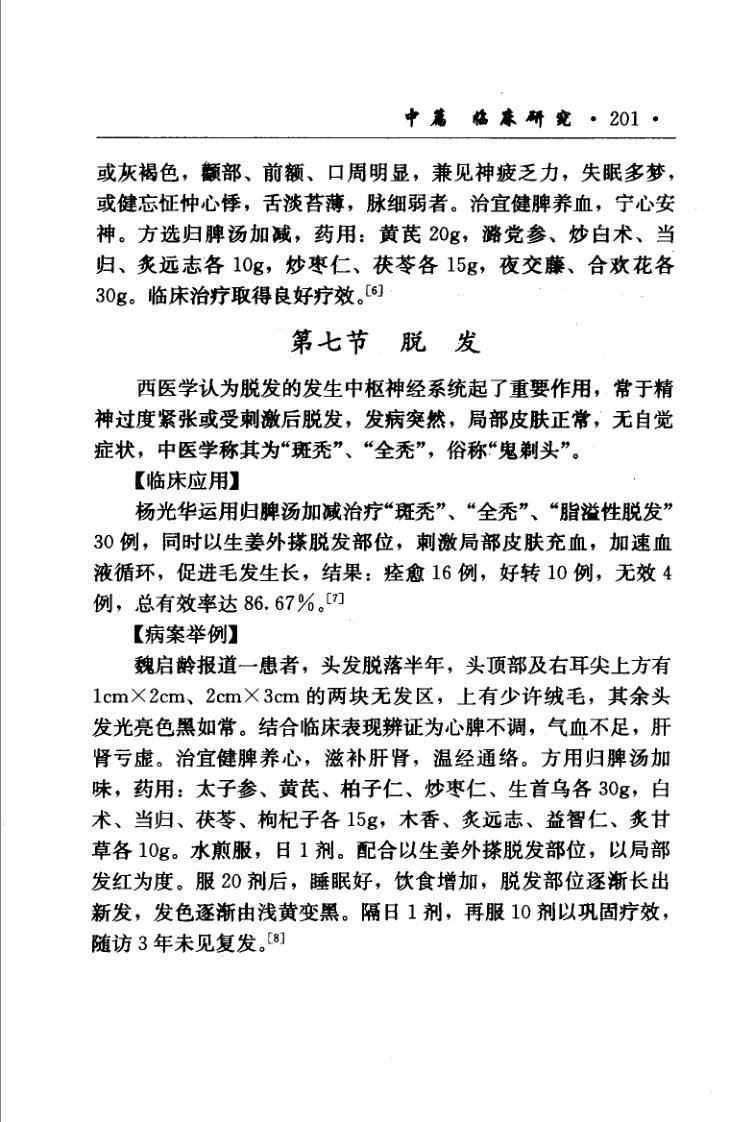 中篇 临床研究 · 201 ·
或灰褐色，颧部、前额、口周明显，兼见神疲乏力，失眠多梦，
或健忘怔忡心悸，舌淡苔薄，脉细弱者。治宜健脾养血，宁心安
神。方选归脾汤加减，药用：黄芪 20g，潞党参、炒白术、当
归、炙远志各 10g，炒枣仁、茯苓各 15g，夜交藤、合欢花各
30g。临床治疗取得良好疗效。[6]
第七节 脱 发
西医学认为脱发的发生中枢神经系统起了重要作用，常于精
神过度紧张或受刺激后脱发，发病突然，局部皮肤正常，无自觉
症状，中医学称其为“斑秃”、“全秃”，俗称“鬼剃头”。
【临床应用】
杨光华运用归脾汤加减治疗“斑秃”、“全秃”、“脂溢性脱发”
30 例，同时以生姜外搽脱发部位，刺激局部皮肤充血，加速血
液循环，促进毛发生长，结果：痊愈 16 例，好转 10 例，无效 4
例，总有效率达 86.67%。[7]
【病案举例】
魏启龄报道一患者，头发脱落半年，头顶部及右耳尖上方有
1cm×2cm、2cm×3cm 的两块无发区，上有少许绒毛，其余头
发光亮色黑如常。结合临床表现辨证为心脾不调，气血不足，肝
肾亏虚。治宜健脾养心，滋补肝肾，温经通络。方用归脾汤加
味，药用：太子参、黄芪、柏子仁、炒枣仁、生首乌各 30g，白
术、当归、茯苓、枸杞子各 15g，木香、炙远志、益智仁、炙甘
草各 10g。水煎服，日 1 剂。配合以生姜外搽脱发部位，以局部
发红为度。服 20 剂后，睡眠好，饮食增加，脱发部位逐渐长出
新发，发色逐渐由浅黄变黑。隔日 1 剂，再服 10 剂以巩固疗效，
随访 3 年未见复发。[8]